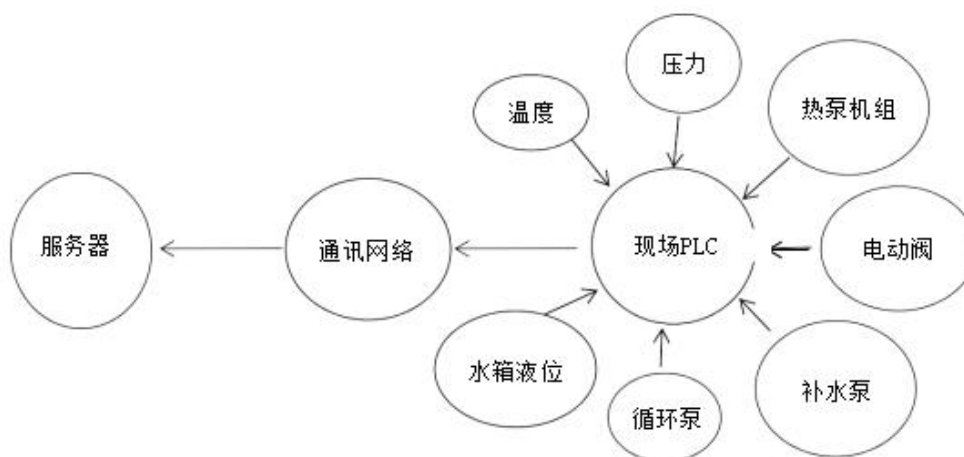 压力
温度
热泵机组
服务器
通讯网络
现场PLC
电动阀
水箱液位
循环泵
补水泵